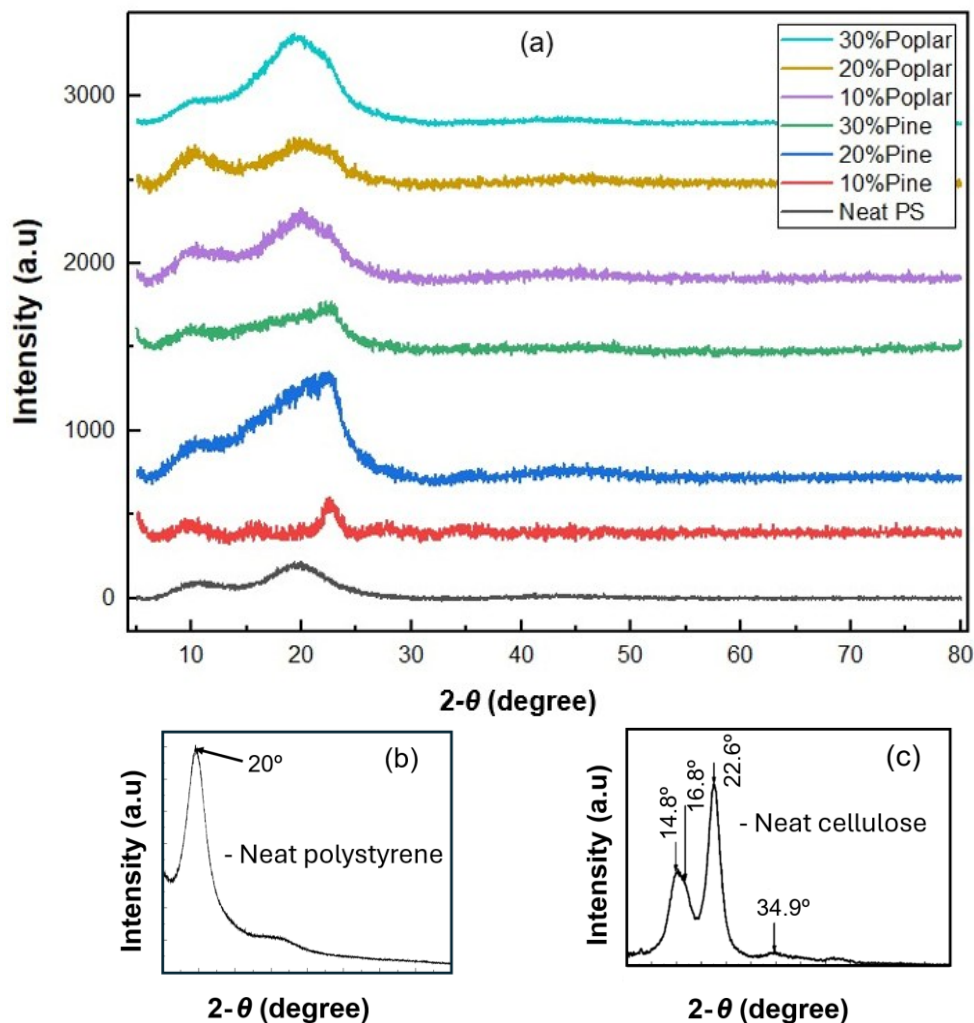 (a)
30%Poplar
20%Poplar
10%Poplar
30%Pine
20%Pine
10%Pine
Neat PS
Intensity (a.u)
3000
2000
1000
0
10 20 30 40 50 60 70 80
2-θ (degree)
(b)
20º
- Neat polystyrene
Intensity (a.u)
2-θ (degree)
(c)
14.8º
16.8º
22.6º
- Neat cellulose
34.9º
Intensity (a.u)
2-θ (degree)